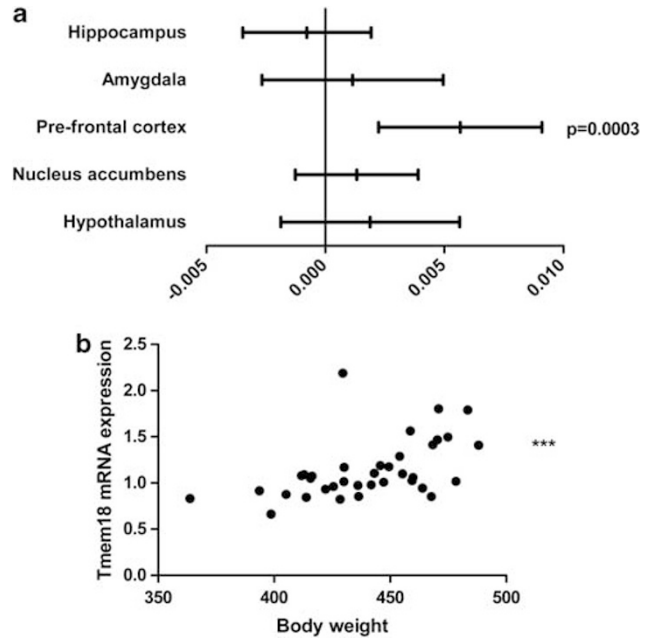 a
Hippocampus
Amygdala
Pre-frontal cortex
p=0.0003
Nucleus accumbens
Hypothalamus
-0.005
0.000
0.005
0.010
b
Tmem18 mRNA expression
2.5
2.0
1.5
1.0
0.5
0.0
***
350
400
450
500
Body weight